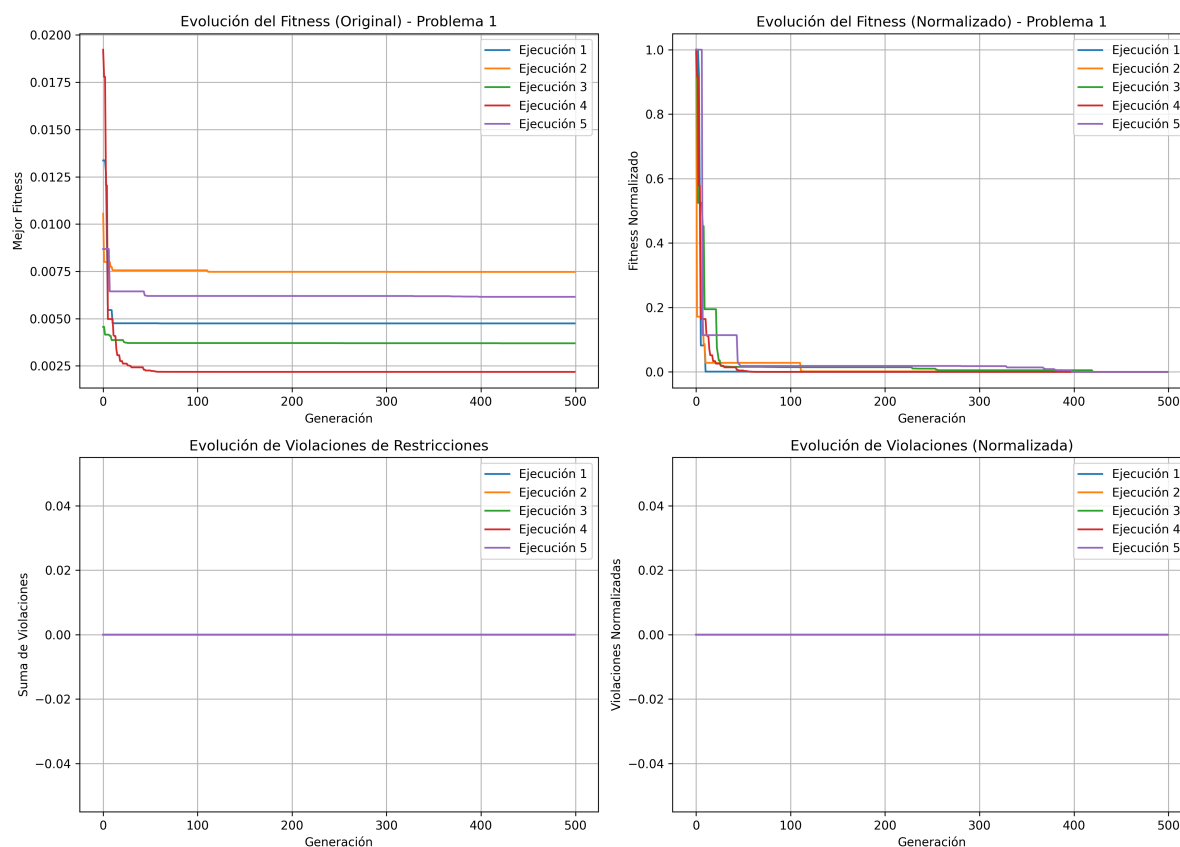 Evolución del Fitness (Original) - Problema 1
Mejor Fitness
0.0200
0.0175
0.0150
0.0125
0.0100
0.0075
0.0050
0.0025
0 100 200 300 400 500
Generación
Ejecución 1
Ejecución 2
Ejecución 3
Ejecución 4
Ejecución 5
Evolución del Fitness (Normalizado) - Problema 1
Fitness Normalizado
1.0
0.8
0.6
0.4
0.2
0.0
0 100 200 300 400 500
Generación
Ejecución 1
Ejecución 2
Ejecución 3
Ejecución 4
Ejecución 5
Evolución de Violaciones de Restricciones
Suma de Violaciones
0.04
0.02
0.00
−0.02
−0.04
0 100 200 300 400 500
Generación
Ejecución 1
Ejecución 2
Ejecución 3
Ejecución 4
Ejecución 5
Evolución de Violaciones (Normalizada)
Violaciones Normalizadas
0.04
0.02
0.00
−0.02
−0.04
0 100 200 300 400 500
Generación
Ejecución 1
Ejecución 2
Ejecución 3
Ejecución 4
Ejecución 5